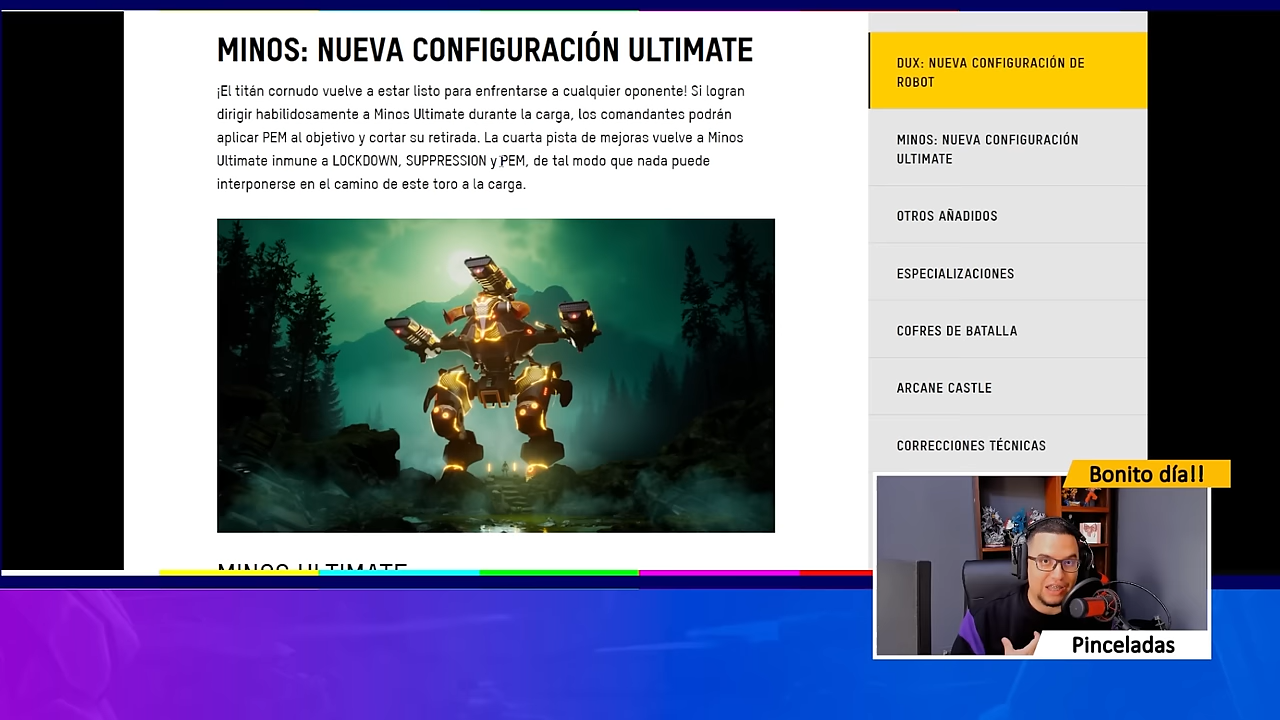 MINOS: NUEVA CONFIGURACIÓN ULTIMATE
¡El titán cornudo vuelve a estar listo para enfrentarse a cualquier oponente! Si logran
dirigir habilidosamente a Minos Ultimate durante la carga, los comandantes podrán
aplicar PEM al objetivo y cortar su retirada. La cuarta pista de mejoras vuelve a Minos
Ultimate inmune a LOCKDOWN, SUPPRESSION y PEM, de tal modo que nada puede
interponerse en el camino de este toro a la carga.
MINOS ULTIMATE
DUX: NUEVA CONFIGURACIÓN DE
ROBOT
MINOS: NUEVA CONFIGURACIÓN
ULTIMATE
OTROS AÑADIDOS
ESPECIALIZACIONES
COFRES DE BATALLA
ARCANE CASTLE
CORRECCIONES TÉCNICAS
Bonito día!!
Pinceladas